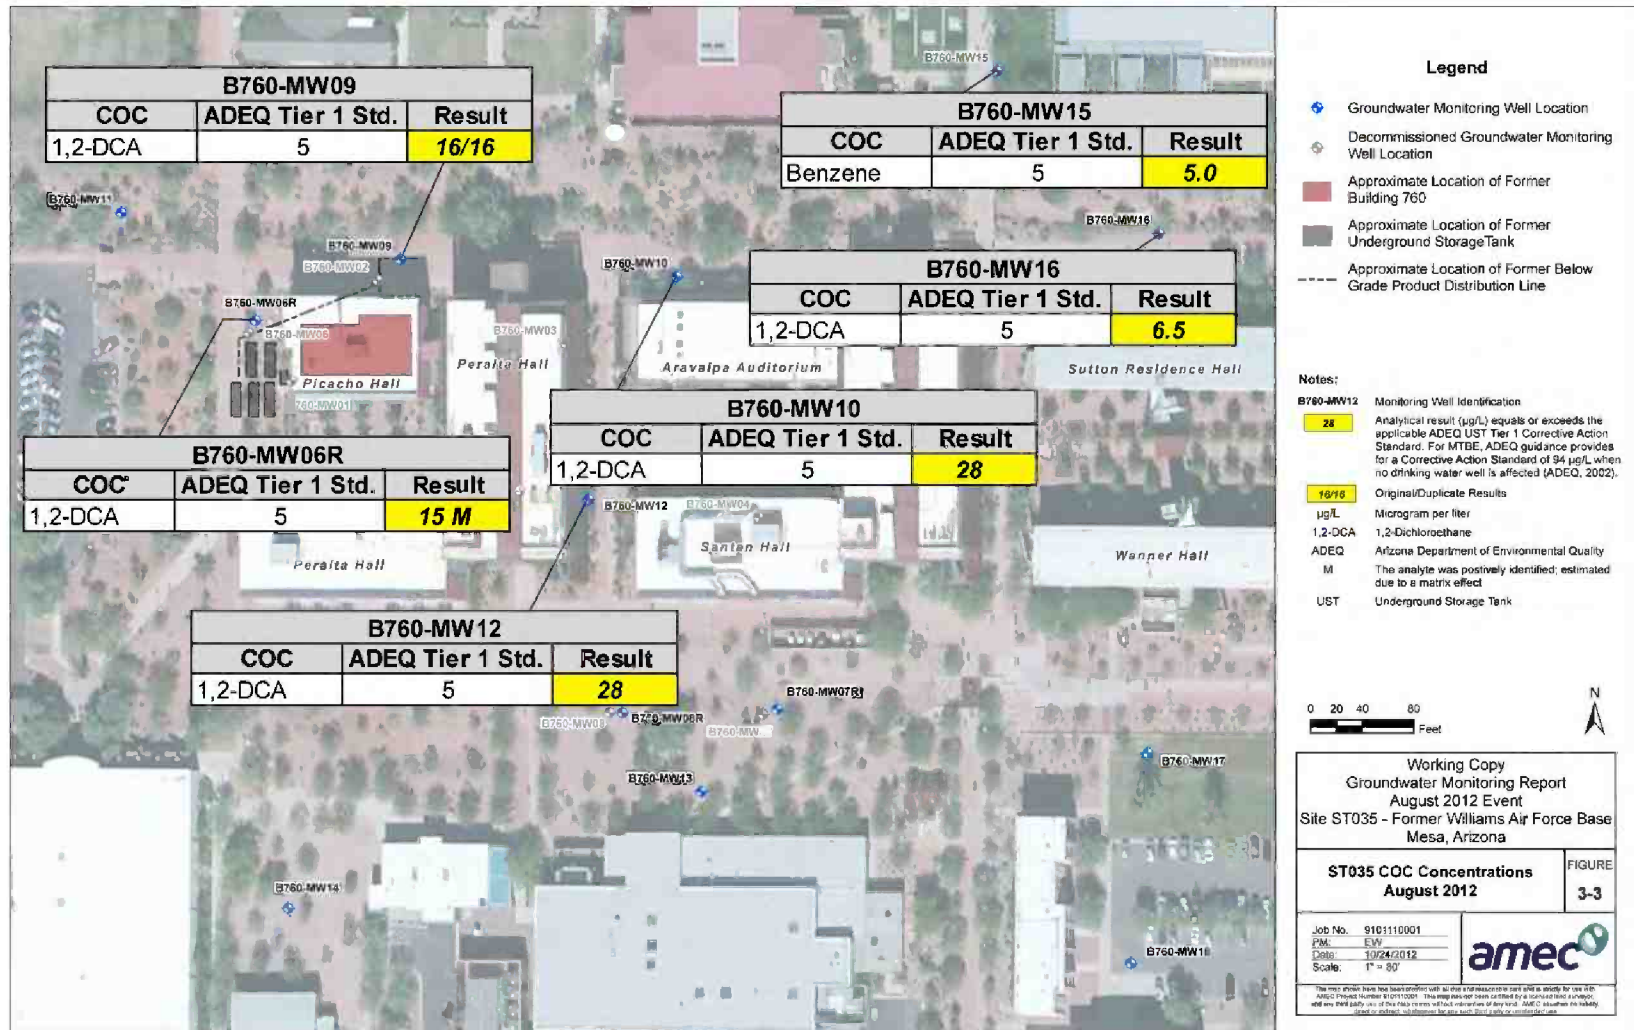 B760-MW09
COC ADEQ Tier 1 Std. Result
1,2-DCA 5 16/16
B760-MW15
B760-MW15
COC ADEQ Tier 1 Std. Result
Benzene 5 5.0
B760-MW11
B760-MW09
B760-MW02
B760-MW10
B760-MW16
B760-MW16
COC ADEQ Tier 1 Std. Result
1,2-DCA 5 6.5
B760-MW06R
B760-MW06
B760-MW03
Picacho Hall
Peralta Hall
Aravaipa Auditorium
Sutton Residence Hall
760-MW01
B760-MW10
COC ADEQ Tier 1 Std. Result
1,2-DCA 5 28
B760-MW06R
COC ADEQ Tier 1 Std. Result
1,2-DCA 5 15 M
B760-MW12
B760-MW04
Peralta Hall
Santan Hall
Wanner Hall
B760-MW12
COC ADEQ Tier 1 Std. Result
1,2-DCA 5 28
B760-MW07R
B760-MW08
B760-MW08R
B760-MW
B760-MW17
B760-MW13
B760-MW14
B760-MW18
Legend
Groundwater Monitoring Well Location
Decommissioned Groundwater Monitoring
Well Location
Approximate Location of Former
Building 760
Approximate Location of Former
Underground StorageTank
Approximate Location of Former Below
Grade Product Distribution Line
Notes:
B760-MW12 Monitoring Well Identification
28 Analytical result (µg/L) equals or exceeds the
applicable ADEQ UST Tier 1 Corrective Action
Standard. For MTBE, ADEQ guidance provides
for a Corrective Action Standard of 94 µg/L when
no drinking water well is affected (ADEQ, 2002).
16/16 Original/Duplicate Results
µg/L Microgram per liter
1,2-DCA 1,2-Dichloroethane
ADEQ Arizona Department of Environmental Quality
M The analyte was postively identified; estimated
due to a matrix effect
UST Underground Storage Tank
N
0 20 40 80
Feet
Working Copy
Groundwater Monitoring Report
August 2012 Event
Site ST035 - Former Williams Air Force Base
Mesa, Arizona
ST035 COC Concentrations
August 2012
FIGURE
3-3
Job No. 9101110001
PM: EW
Date: 10/24/2012
Scale: 1" = 80'
amec